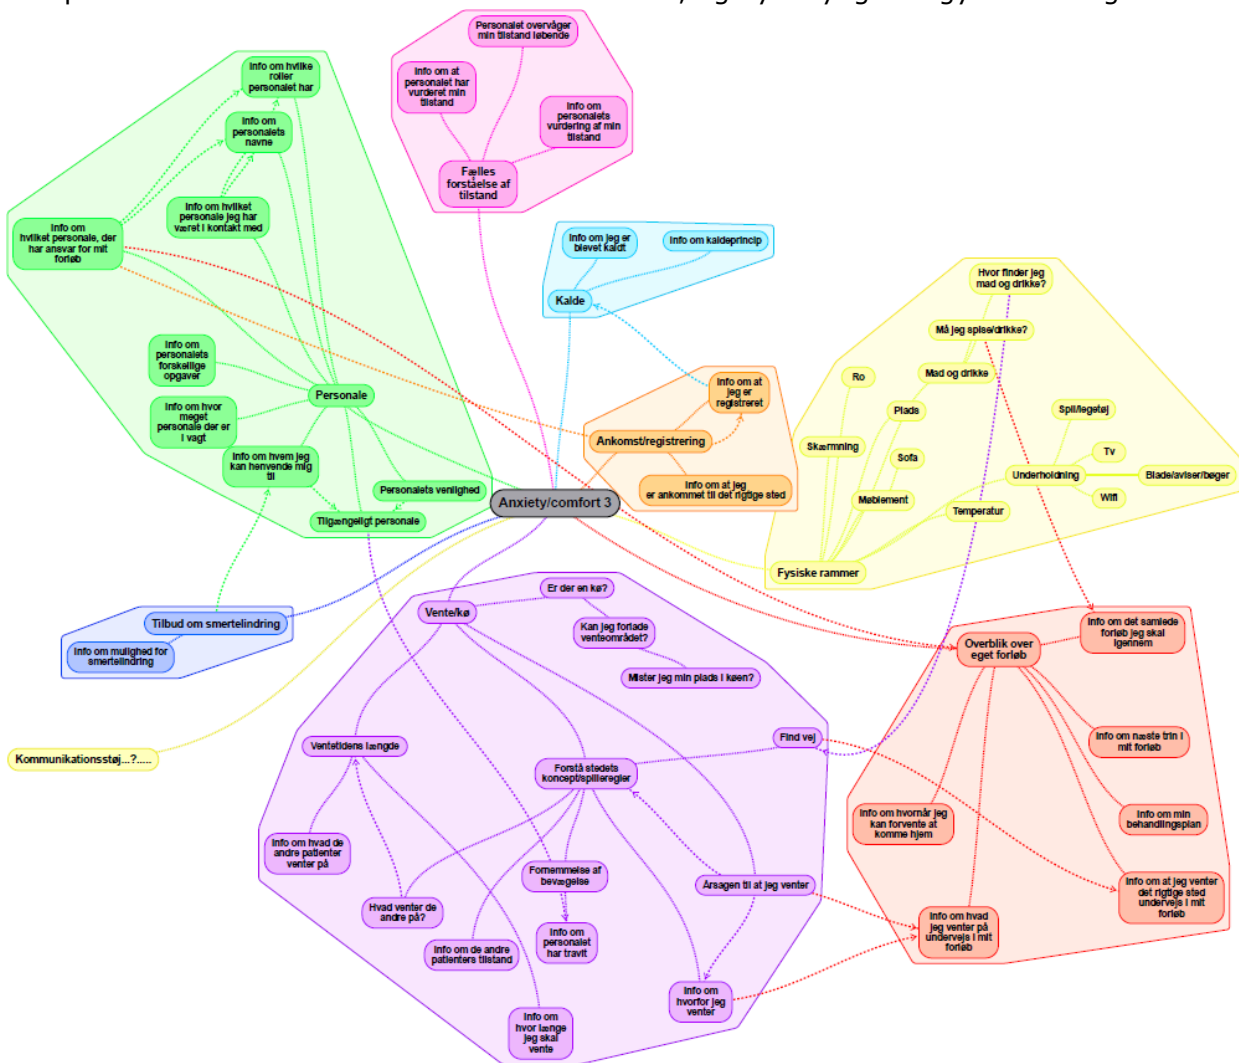 Personalet overvåger
min tilstand løbende
Info om at
personalet har
vurderet min
tilstand
Info om
personalets
vurdering af min
tilstand
Fælles
forståelse af
tilstand
Info om hvilke
roller
personalet har
Info om
personalets
navne
Info om hvilket
personale jeg har
været i kontakt med
Info om
hvilket personale, der
har ansvar for mit
forløb
Info om
personalets
forskellige
opgaver
Personale
Info om hvor
meget
personale der er
i vagt
Info om hvem jeg
kan henvende mig
til
Personalets venlighed
Tilgængeligt personale
Info om jeg er
blevet kaldt
Info om kaldeprincip
Kalde
Info om at
jeg er
registreret
Ankomst/registrering
Info om at jeg
er ankommet til det rigtige sted
Anxiety/comfort 3
Hvor finder jeg
mad og drikke?
Må jeg spise/drikke?
Mad og drikke
Ro
Plads
Skærmning
Sofa
Møblement
Spil/legetøj
Tv
Underholdning
Blade/aviser/bøger
Wifi
Temperatur
Fysiske rammer
Tilbud om smertelindring
Info om mulighed for
smertelindring
Kommunikationsstøj...?.....
Er der en kø?
Vente/kø
Kan jeg forlade
venteområdet?
Mister jeg min plads i køen?
Ventetidens længde
Find vej
Forstå stedets
koncept/spilleregler
Info om hvad de
andre patienter
venter på
Fornemmelse af
bevægelse
Årsagen til at jeg venter
Hvad venter de
andre på?
Info om
personalet
har travlt
Info om de andre
patienters tilstand
Info om
hvorfor jeg
venter
Info om
hvor længe
jeg skal
vente
Info om det samlede
forløb jeg skal
igennem
Overblik over
eget forløb
Info om næste trin i
mit forløb
Info om hvornår jeg
kan forvente at
komme hjem
Info om min
behandlingsplan
Info om at jeg venter
det rigtige sted
undervejs i mit
forløb
Info om hvad
jeg venter på
undervejs i mit
forløb